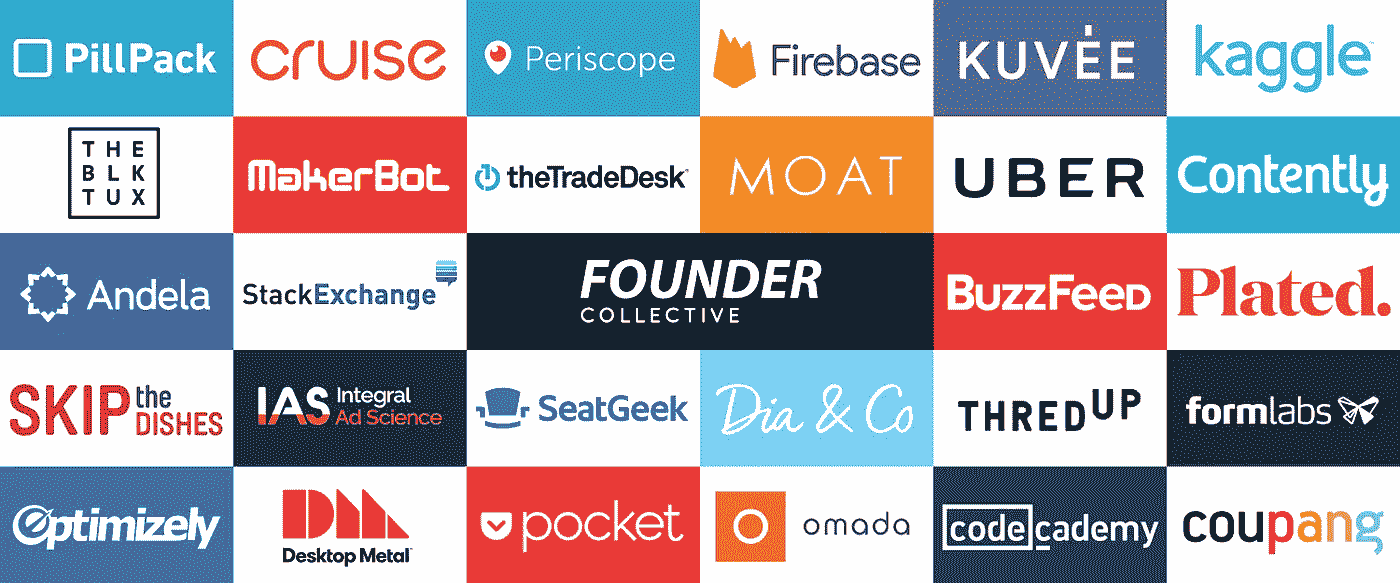 PillPack
cruise
Periscope
Firebase
KUVÉE
kaggle
THE
BLK
TUX
MakerBot
theTradeDesk
MOAT
UBER
Contently
Andela
StackExchange
FOUNDER
COLLECTIVE
BuzzFeed
Plated.
SKIP the
DISHES
IAS Integral
Ad Science
SeatGeek
Dia & Co
THREDUP
formlabs
Optimizely
DM
Desktop Metal
pocket
omada
codecademy
coupang